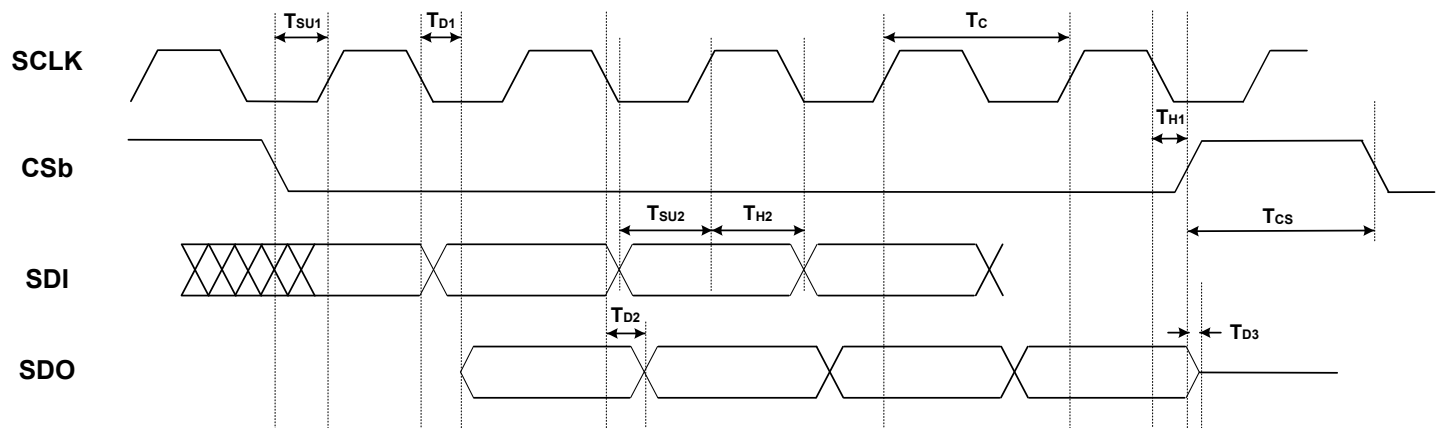 TSU1 TD1 TC
SCLK
TH1
CSb
TSU2 TH2 TCS
SDI
TD2 TD3
SDO